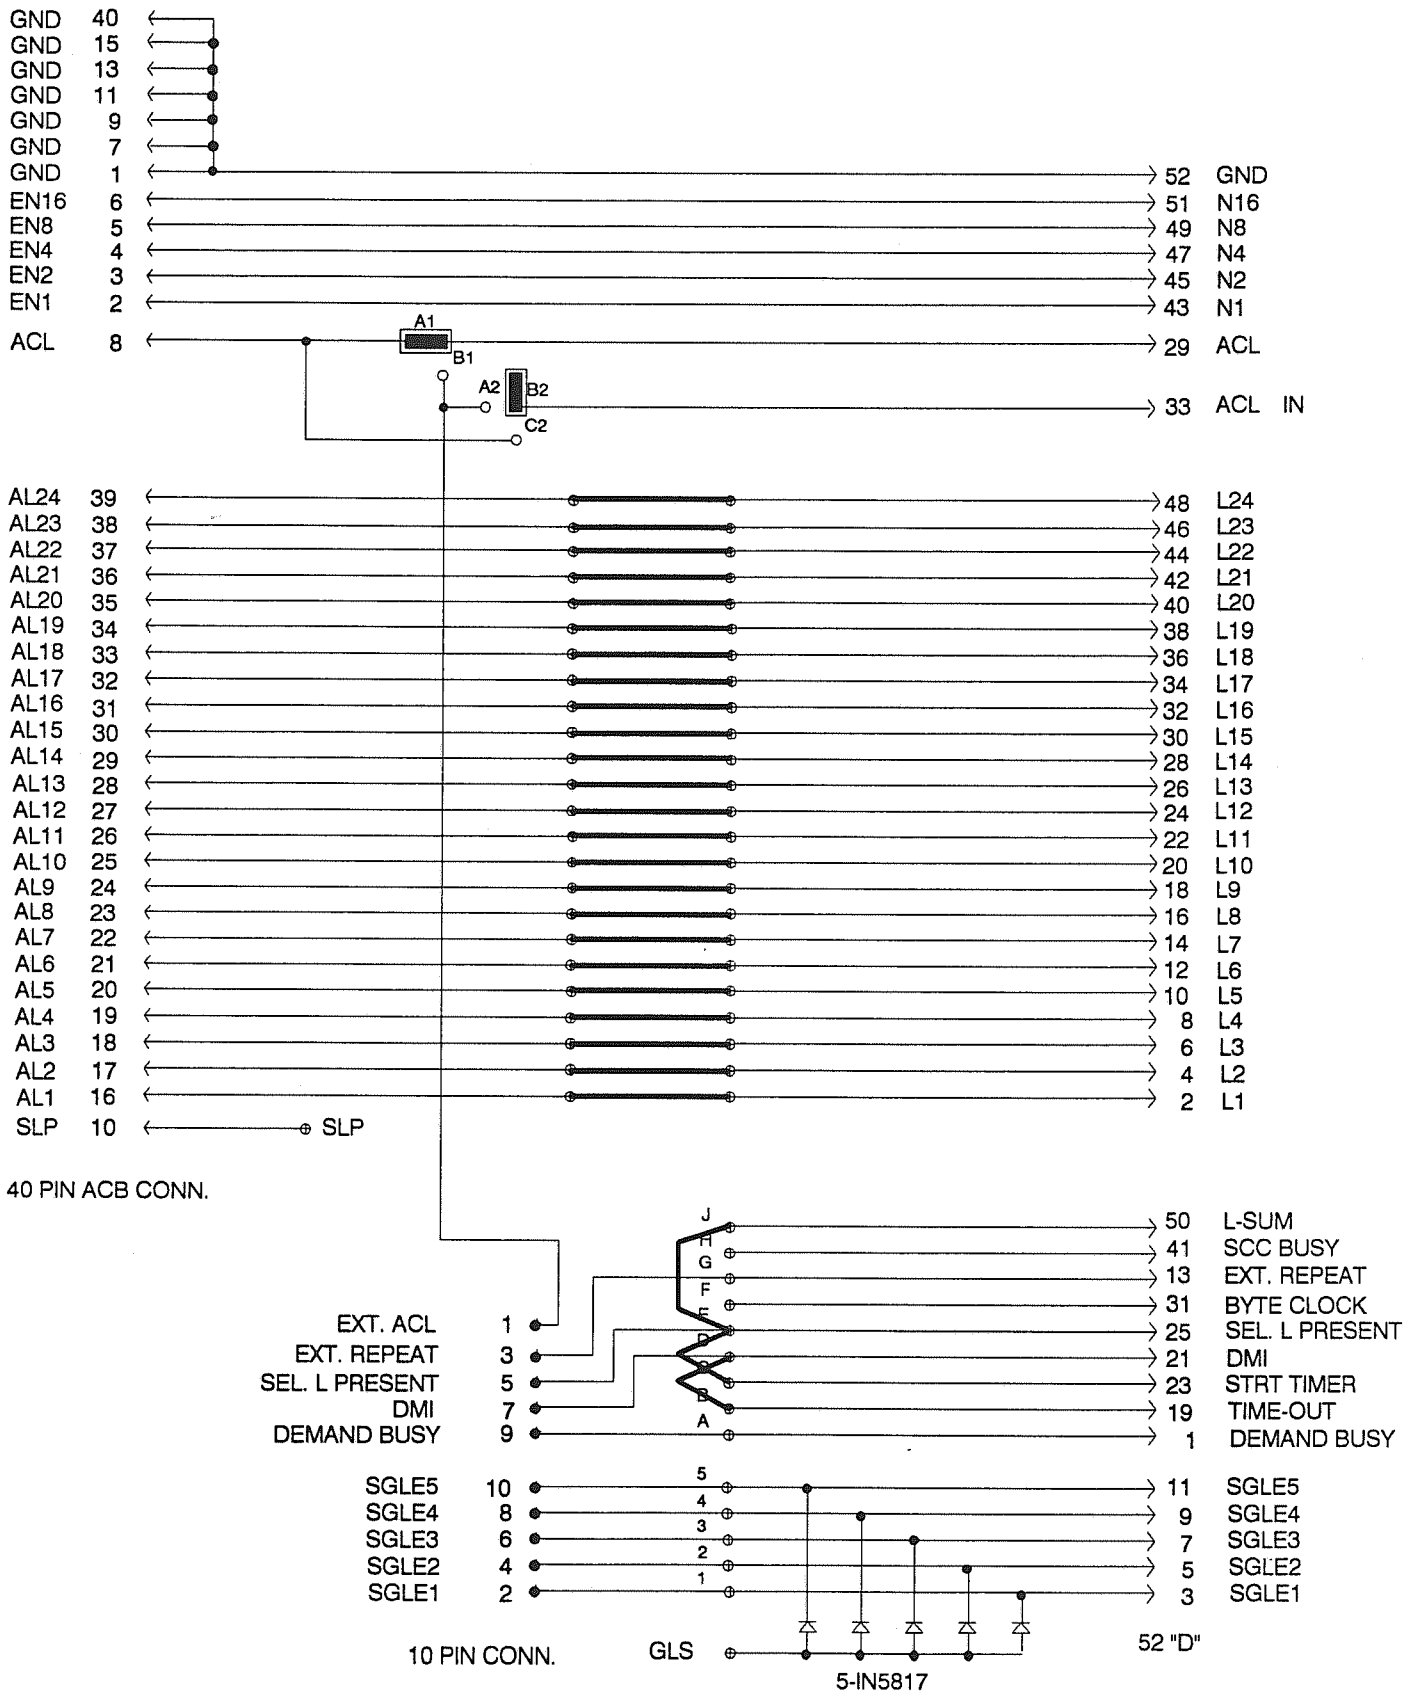 GND 40
GND 15
GND 13
GND 11
GND 9
GND 7
GND 1 52 GND
EN16 6 51 N16
EN8 5 49 N8
EN4 4 47 N4
EN2 3 45 N2
EN1 2 43 N1
A1
ACL 8 29 ACL
B1
A2 B2
33 ACL IN
C2
AL24 39 48 L24
AL23 38 46 L23
AL22 37 44 L22
AL21 36 42 L21
AL20 35 40 L20
AL19 34 38 L19
AL18 33 36 L18
AL17 32 34 L17
AL16 31 32 L16
AL15 30 30 L15
AL14 29 28 L14
AL13 28 26 L13
AL12 27 24 L12
AL11 26 22 L11
AL10 25 20 L10
AL9 24 18 L9
AL8 23 16 L8
AL7 22 14 L7
AL6 21 12 L6
AL5 20 10 L5
AL4 19 8 L4
AL3 18 6 L3
AL2 17 4 L2
AL1 16 2 L1
SLP 10 SLP
40 PIN ACB CONN.
J 50 L-SUM
H 41 SCC BUSY
G 13 EXT. REPEAT
F 31 BYTE CLOCK
EXT. ACL 1 E 25 SEL. L PRESENT
EXT. REPEAT 3 D 21 DMI
SEL. L PRESENT 5 C 23 STRT TIMER
DMI 7 B 19 TIME-OUT
DEMAND BUSY 9 A 1 DEMAND BUSY
SGLE5 10 5 11 SGLE5
SGLE4 8 4 9 SGLE4
SGLE3 6 3 7 SGLE3
SGLE2 4 2 5 SGLE2
SGLE1 2 1 3 SGLE1
10 PIN CONN. GLS 52 "D"
5-IN5817